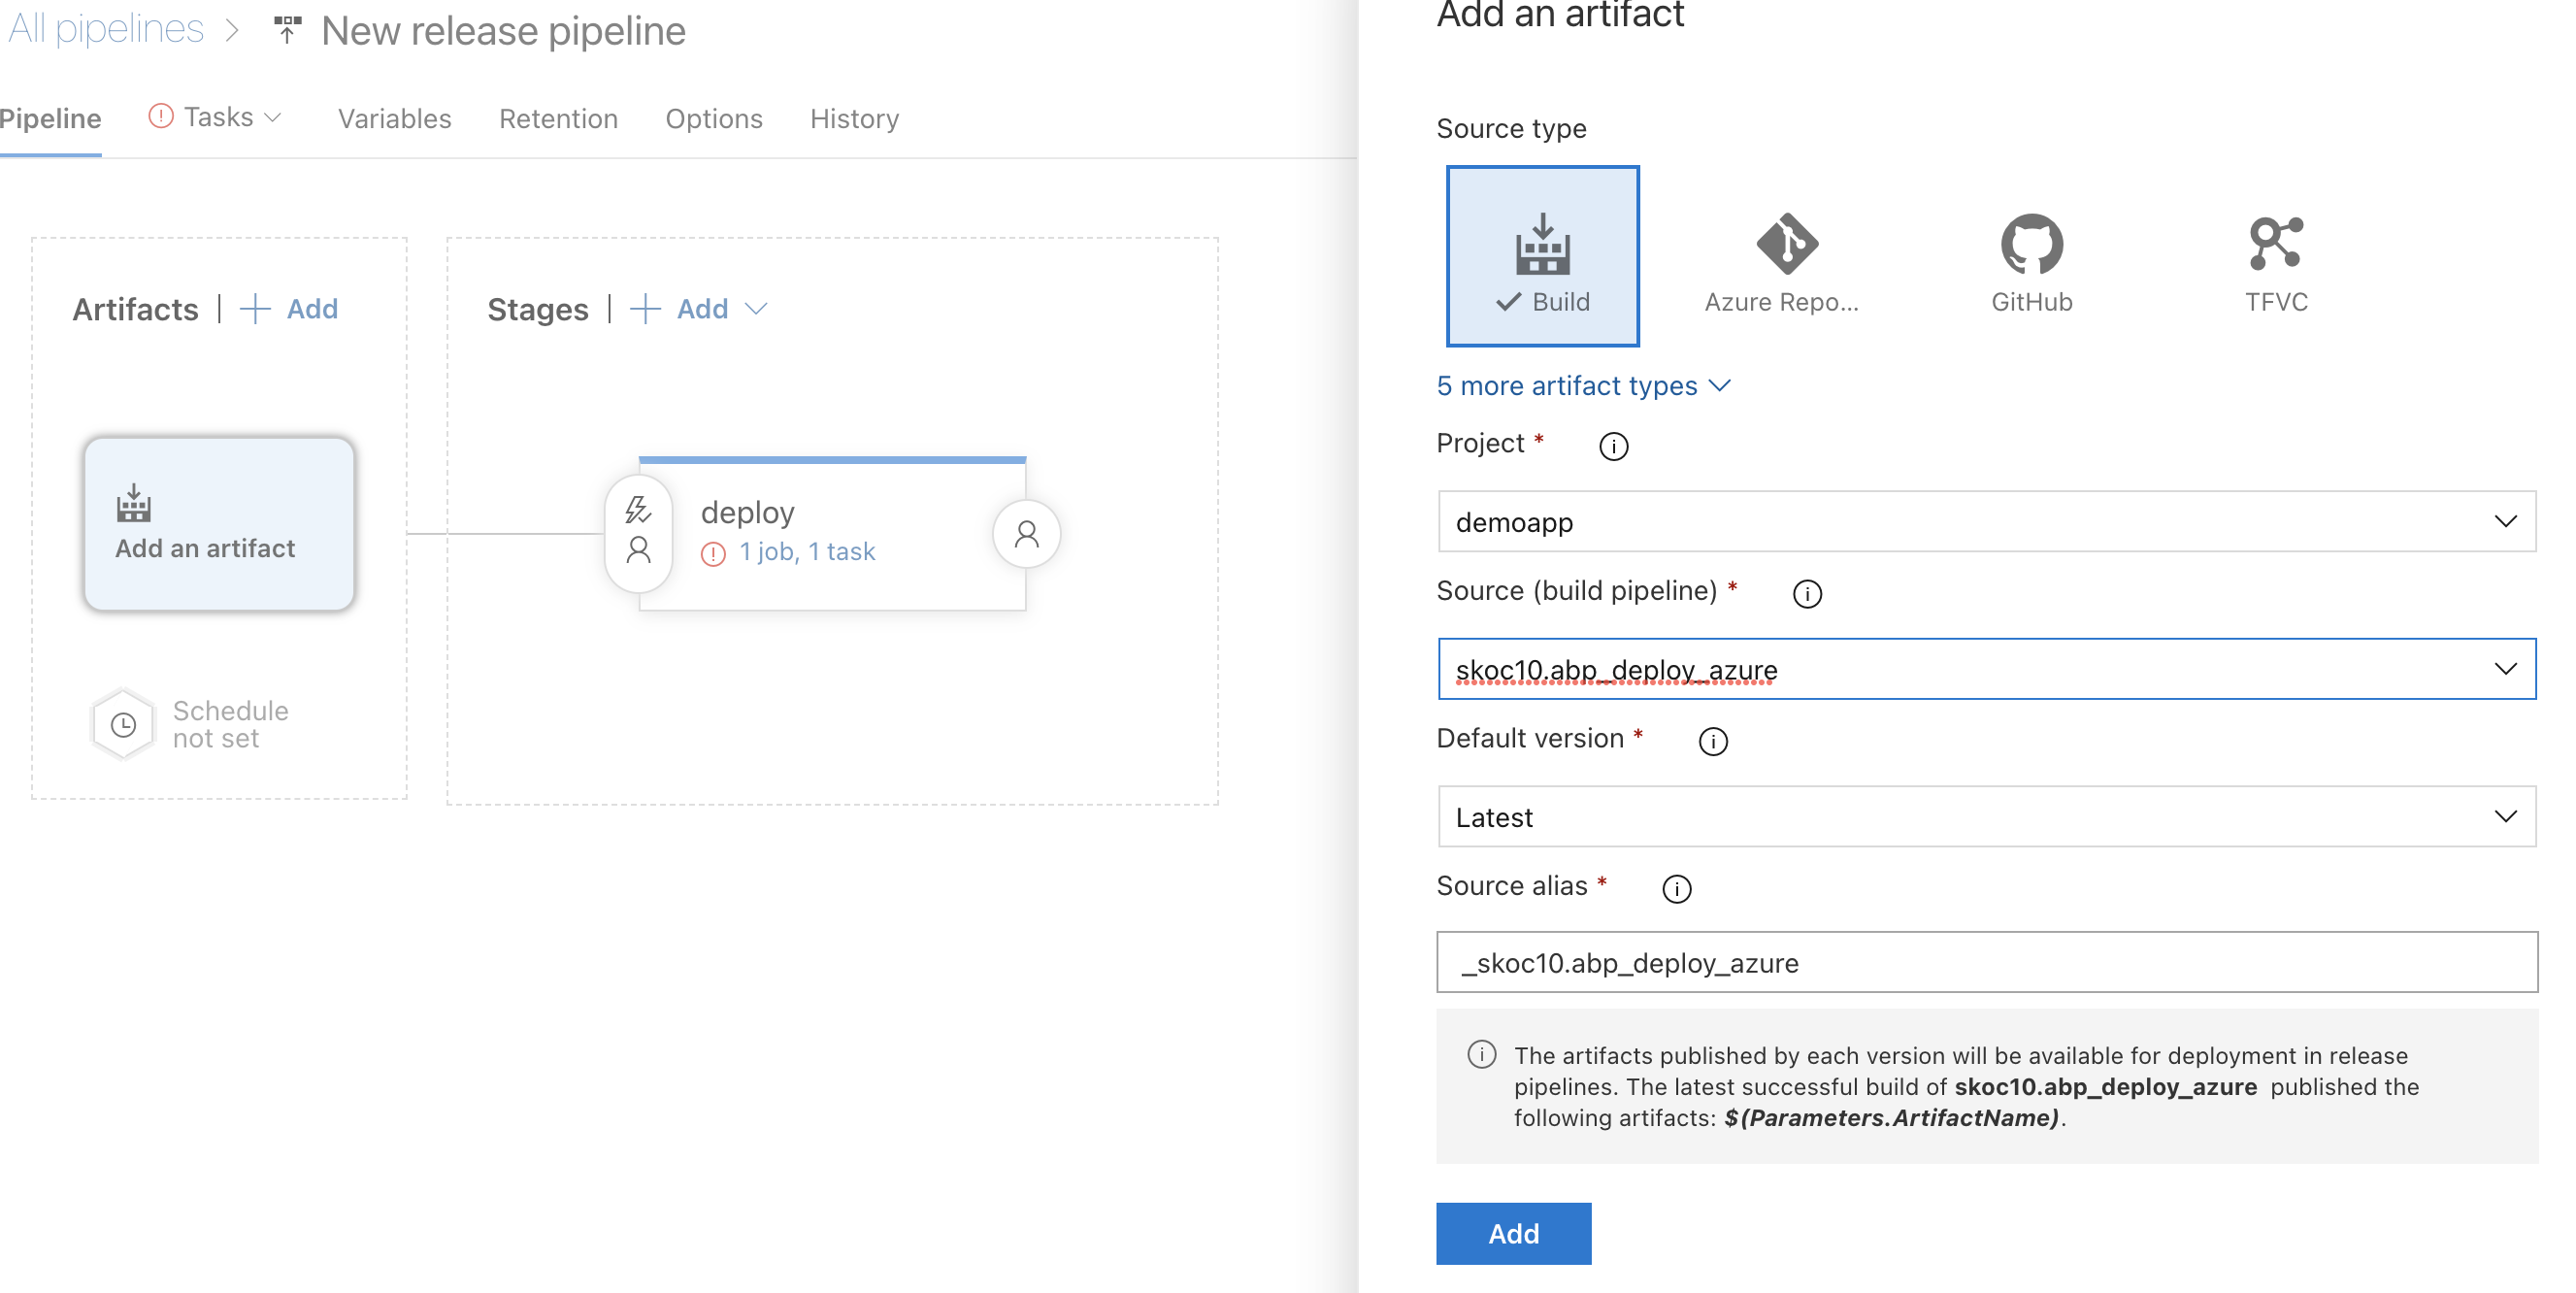 All pipelines > New release pipeline
Pipeline Tasks Variables Retention Options History
Artifacts | + Add
Add an artifact
Schedule
not set
Stages | + Add
deploy
1 job, 1 task
Add an artifact
Source type
Build Azure Repo... GitHub TFVC
5 more artifact types
Project *
demoapp
Source (build pipeline) *
skoc10.abp_deploy_azure
Default version *
Latest
Source alias *
_skoc10.abp_deploy_azure
The artifacts published by each version will be available for deployment in release
pipelines. The latest successful build of skoc10.abp_deploy_azure published the
following artifacts: $(Parameters.ArtifactName).
Add